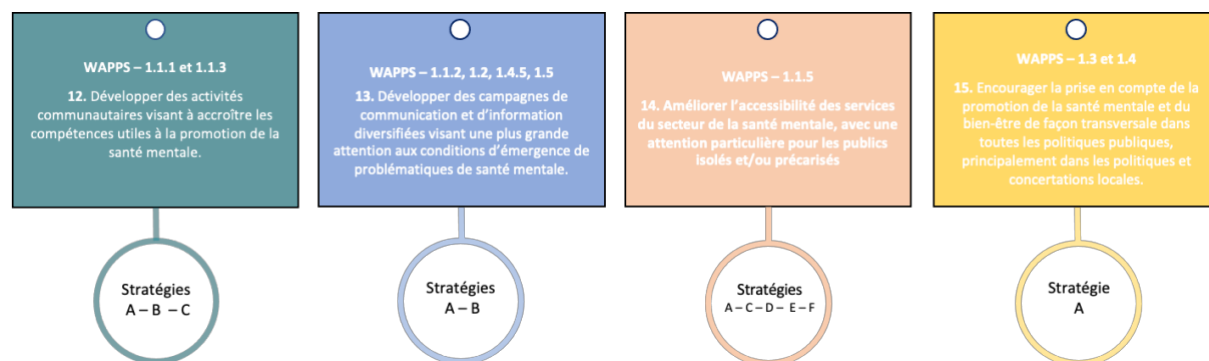 WAPPS – 1.1.1 et 1.1.3
12. Développer des activités
communautaires visant à accroître les
compétences utiles à la promotion de la
santé mentale.
Stratégies
A – B – C
WAPPS – 1.1.2, 1.2, 1.4.5, 1.5
13. Développer des campagnes de
communication et d’information
diversifiées visant une plus grande
attention aux conditions d’émergence de
problématiques de santé mentale.
Stratégies
A – B
WAPPS – 1.1.5
14. Améliorer l’accessibilité des services
du secteur de la santé mentale, avec une
attention particulière pour les publics
isolés et/ou précarisés
Stratégies
A – C – D – E – F
WAPPS – 1.3 et 1.4
15. Encourager la prise en compte de la
promotion de la santé mentale et du
bien-être de façon transversale dans
toutes les politiques publiques,
principalement dans les politiques et
concertations locales.
Stratégie
A